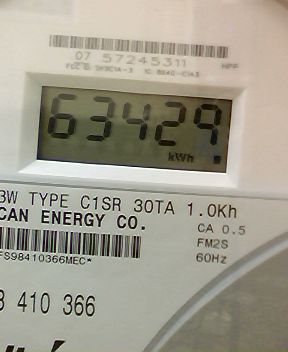 07 57245311
HPF
63429
kWh
3W TYPE C1SR 30TA 1.0Kh
CAN ENERGY CO.
CA 0.5
FM2S
60Hz
FS98410366MEC*
410 366